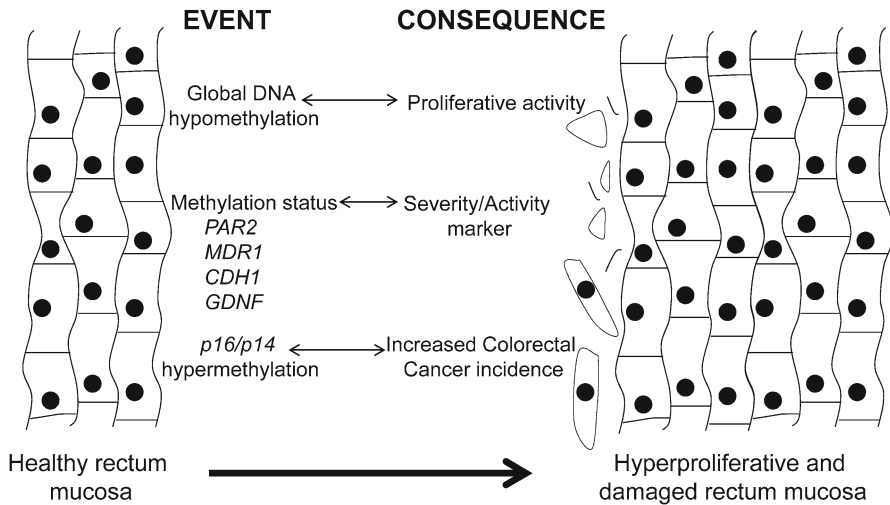 EVENT
CONSEQUENCE
Global DNA
hypomethylation
Proliferative activity
Methylation status
PAR2
MDR1
CDH1
GDNF
Severity/Activity
marker
p16/p14
hypermethylation
Increased Colorectal
Cancer incidence
Healthy rectum
mucosa
Hyperproliferative and
damaged rectum mucosa